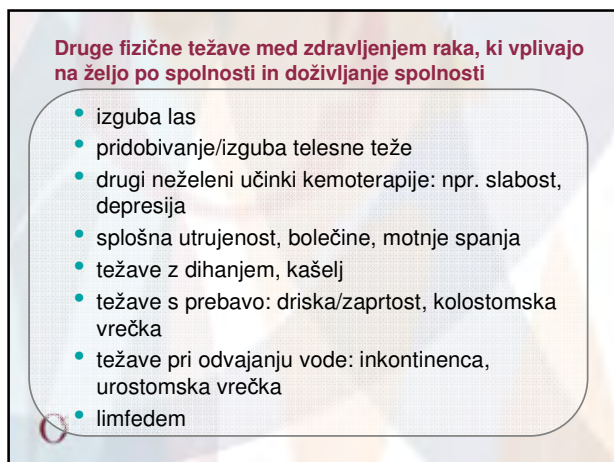 Druge fizične težave med zdravljenjem raka, ki vplivajo
na željo po spolnosti in doživljanje spolnosti
• izguba las
• pridobivanje/izguba telesne teže
• drugi neželeni učinki kemoterapije: npr. slabost,
depresija
• splošna utrujenost, bolečine, motnje spanja
• težave z dihanjem, kašelj
• težave s prebavo: driska/zaprtost, kolostomska
vrečka
• težave pri odvajanju vode: inkontinenca,
urostomska vrečka
• limfedem